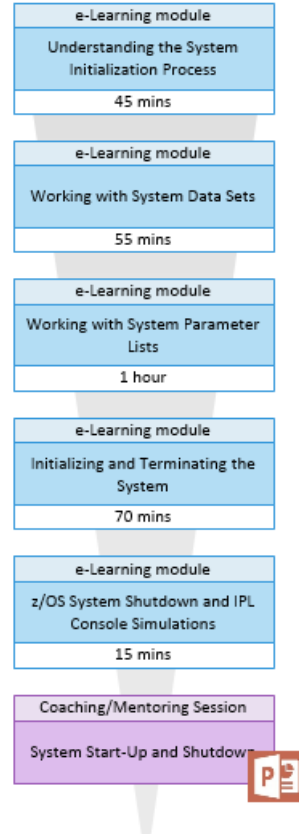 e-Learning module
Understanding the System
Initialization Process
45 mins
e-Learning module
Working with System Data Sets
55 mins
e-Learning module
Working with System Parameter
Lists
1 hour
e-Learning module
Initializing and Terminating the
System
70 mins
e-Learning module
z/OS System Shutdown and IPL
Console Simulations
15 mins
Coaching/Mentoring Session
System Start-Up and Shutdown
P